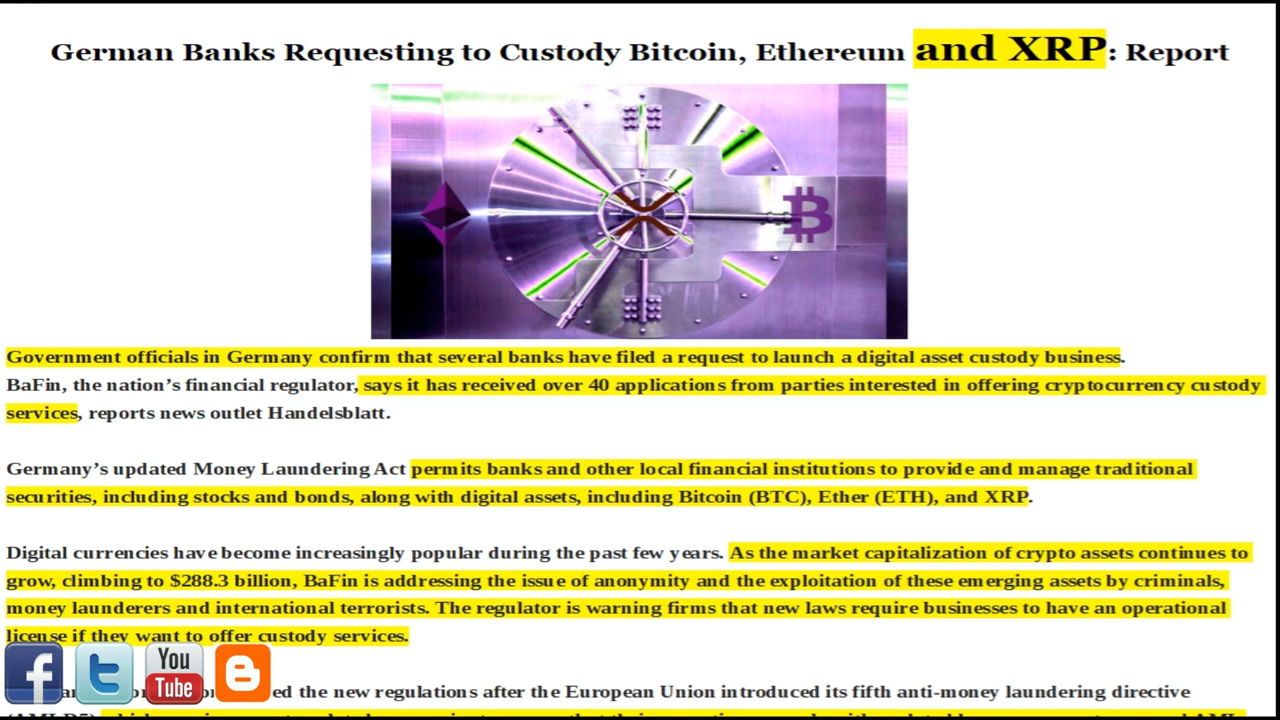 German Banks Requesting to Custody Bitcoin, Ethereum and XRP: Report
Government officials in Germany confirm that several banks have filed a request to launch a digital asset custody business.
BaFin, the nation's financial regulator, says it has received over 40 applications from parties interested in offering cryptocurrency custody
services, reports news outlet Handelsblatt.
Germany's updated Money Laundering Act permits banks and other local financial institutions to provide and manage traditional
securities, including stocks and bonds, along with digital assets, including Bitcoin (BTC), Ether (ETH), and XRP.
Digital currencies have become increasingly popular during the past few years. As the market capitalization of crypto assets continues to
grow, climbing to $288.3 billion, BaFin is addressing the issue of anonymity and the exploitation of these emerging assets by criminals,
money launderers and international terrorists. The regulator is warning firms that new laws require businesses to have an operational
license if they want to offer custody services.
You
Tube
the new regulations after the European Union introduced its fifth anti-money laundering directive